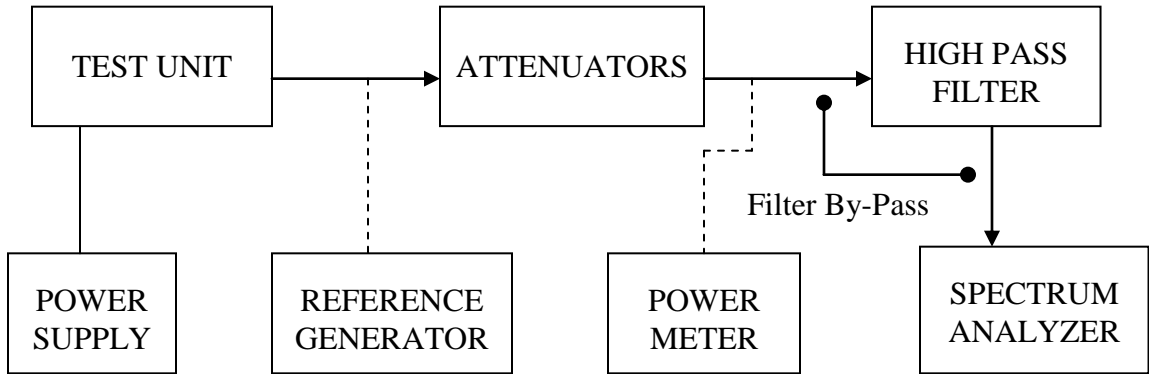 TEST UNIT
ATTENUATORS
HIGH PASS
FILTER
Filter By-Pass
POWER
SUPPLY
REFERENCE
GENERATOR
POWER
METER
SPECTRUM
ANALYZER